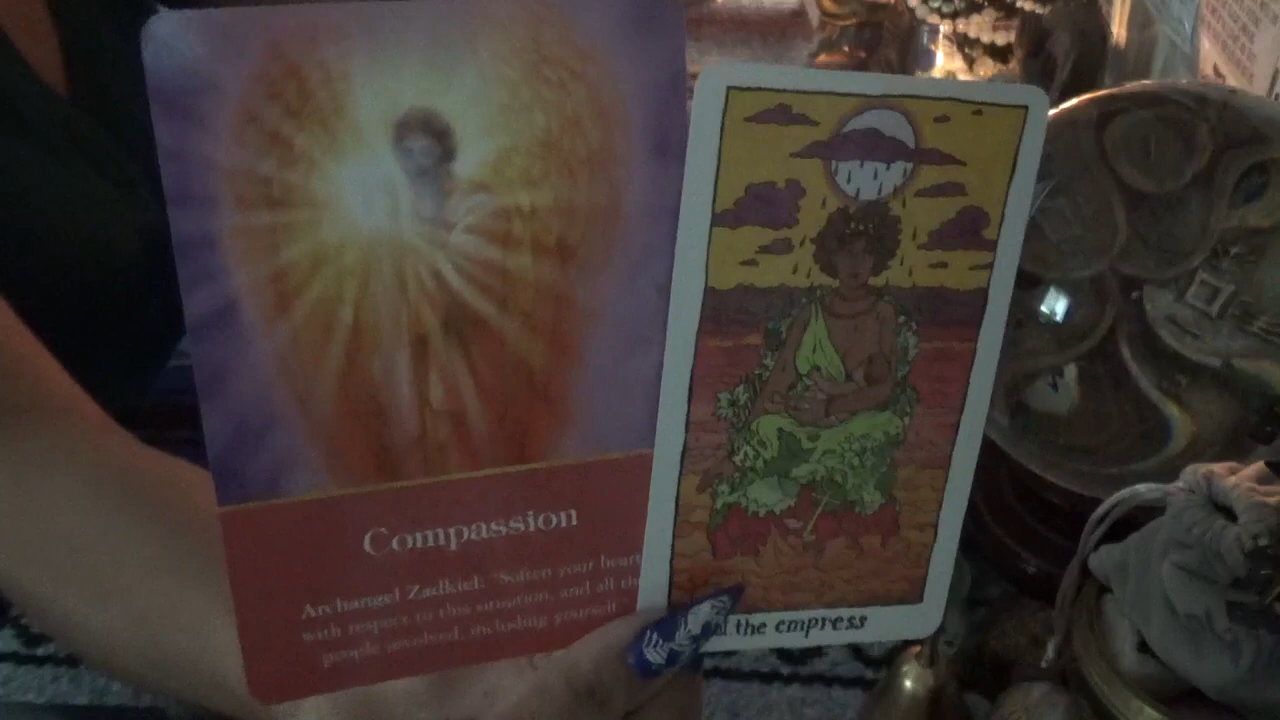 Compassion
Archangel Zadkiel: "Soften your heart
with respect to this situation, and all
people involved, including yourself.
the empress